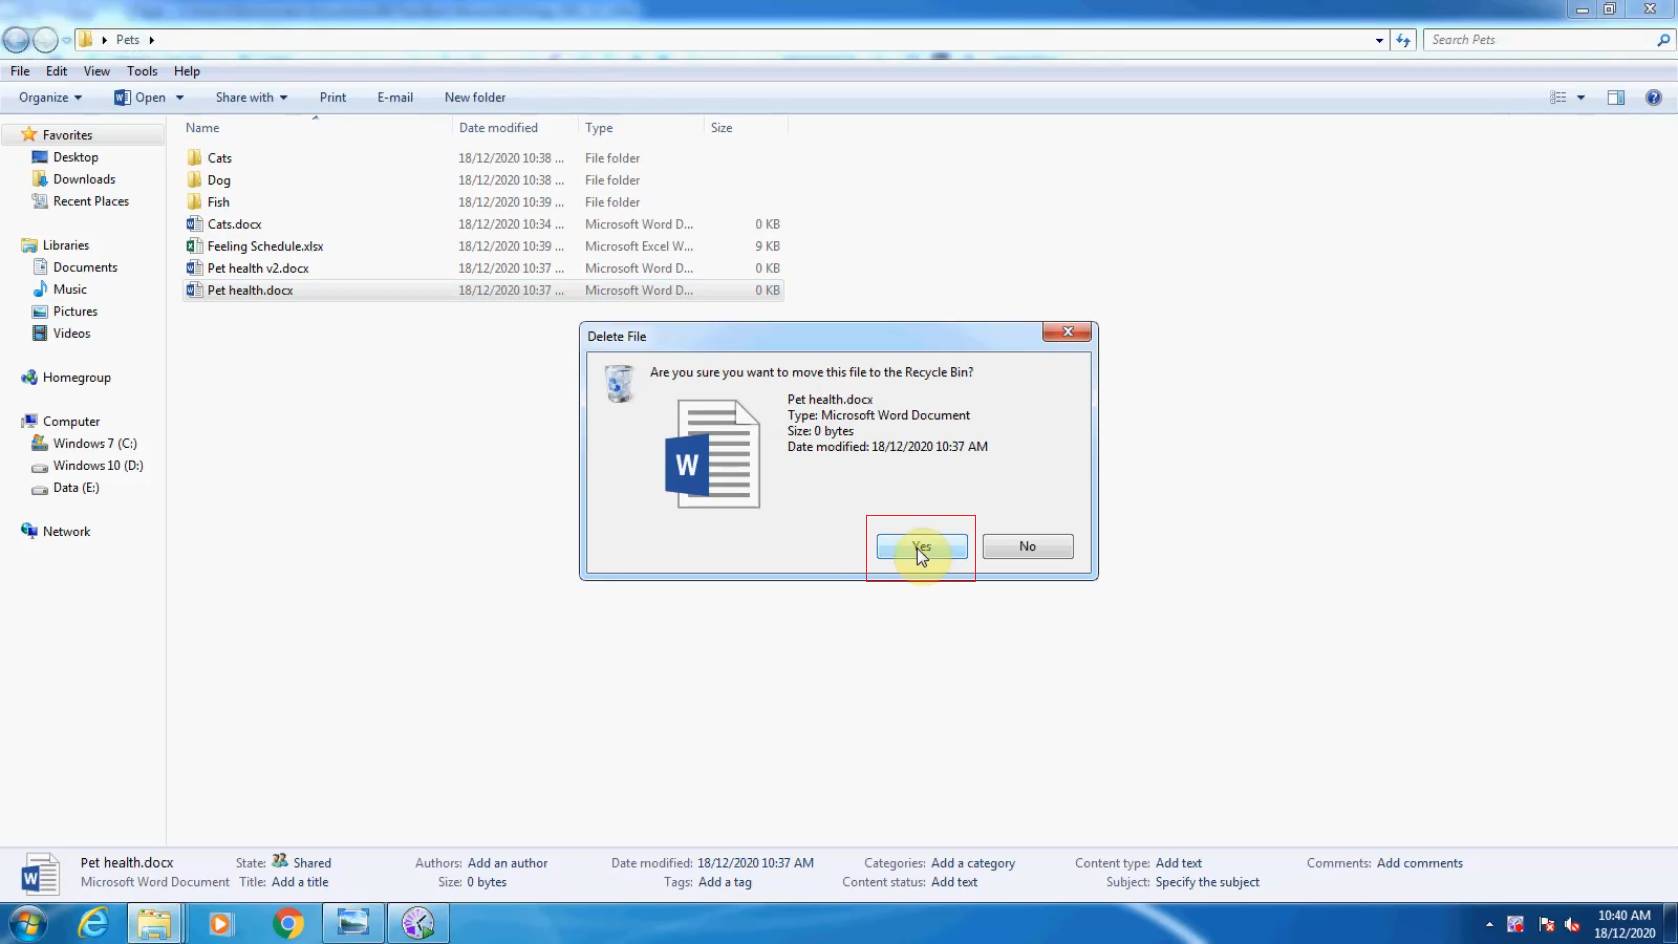 Pets
Search Pets
File Edit View Tools Help
Organize Open Share with Print E-mail New folder
Name Date modified Type Size
Favorites
Desktop
Downloads
Recent Places
Libraries
Documents
Music
Pictures
Videos
Homegroup
Computer
Windows 7 (C:)
Windows 10 (D:)
Data (E:)
Network
Cats 18/12/2020 10:38 ... File folder
Dog 18/12/2020 10:38 ... File folder
Fish 18/12/2020 10:39 ... File folder
Cats.docx 18/12/2020 10:34 ... Microsoft Word D... 0 KB
Feeling Schedule.xlsx 18/12/2020 10:39 ... Microsoft Excel W... 9 KB
Pet health v2.docx 18/12/2020 10:37 ... Microsoft Word D... 0 KB
Pet health.docx 18/12/2020 10:37 ... Microsoft Word D... 0 KB
Delete File
Are you sure you want to move this file to the Recycle Bin?
Pet health.docx
Type: Microsoft Word Document
Size: 0 bytes
Date modified: 18/12/2020 10:37 AM
W
Yes No
Pet health.docx State: Shared Authors: Add an author Date modified: 18/12/2020 10:37 AM Categories: Add a category Content type: Add text Comments: Add comments
Microsoft Word Document Title: Add a title Size: 0 bytes Tags: Add a tag Content status: Add text Subject: Specify the subject
10:40 AM
18/12/2020